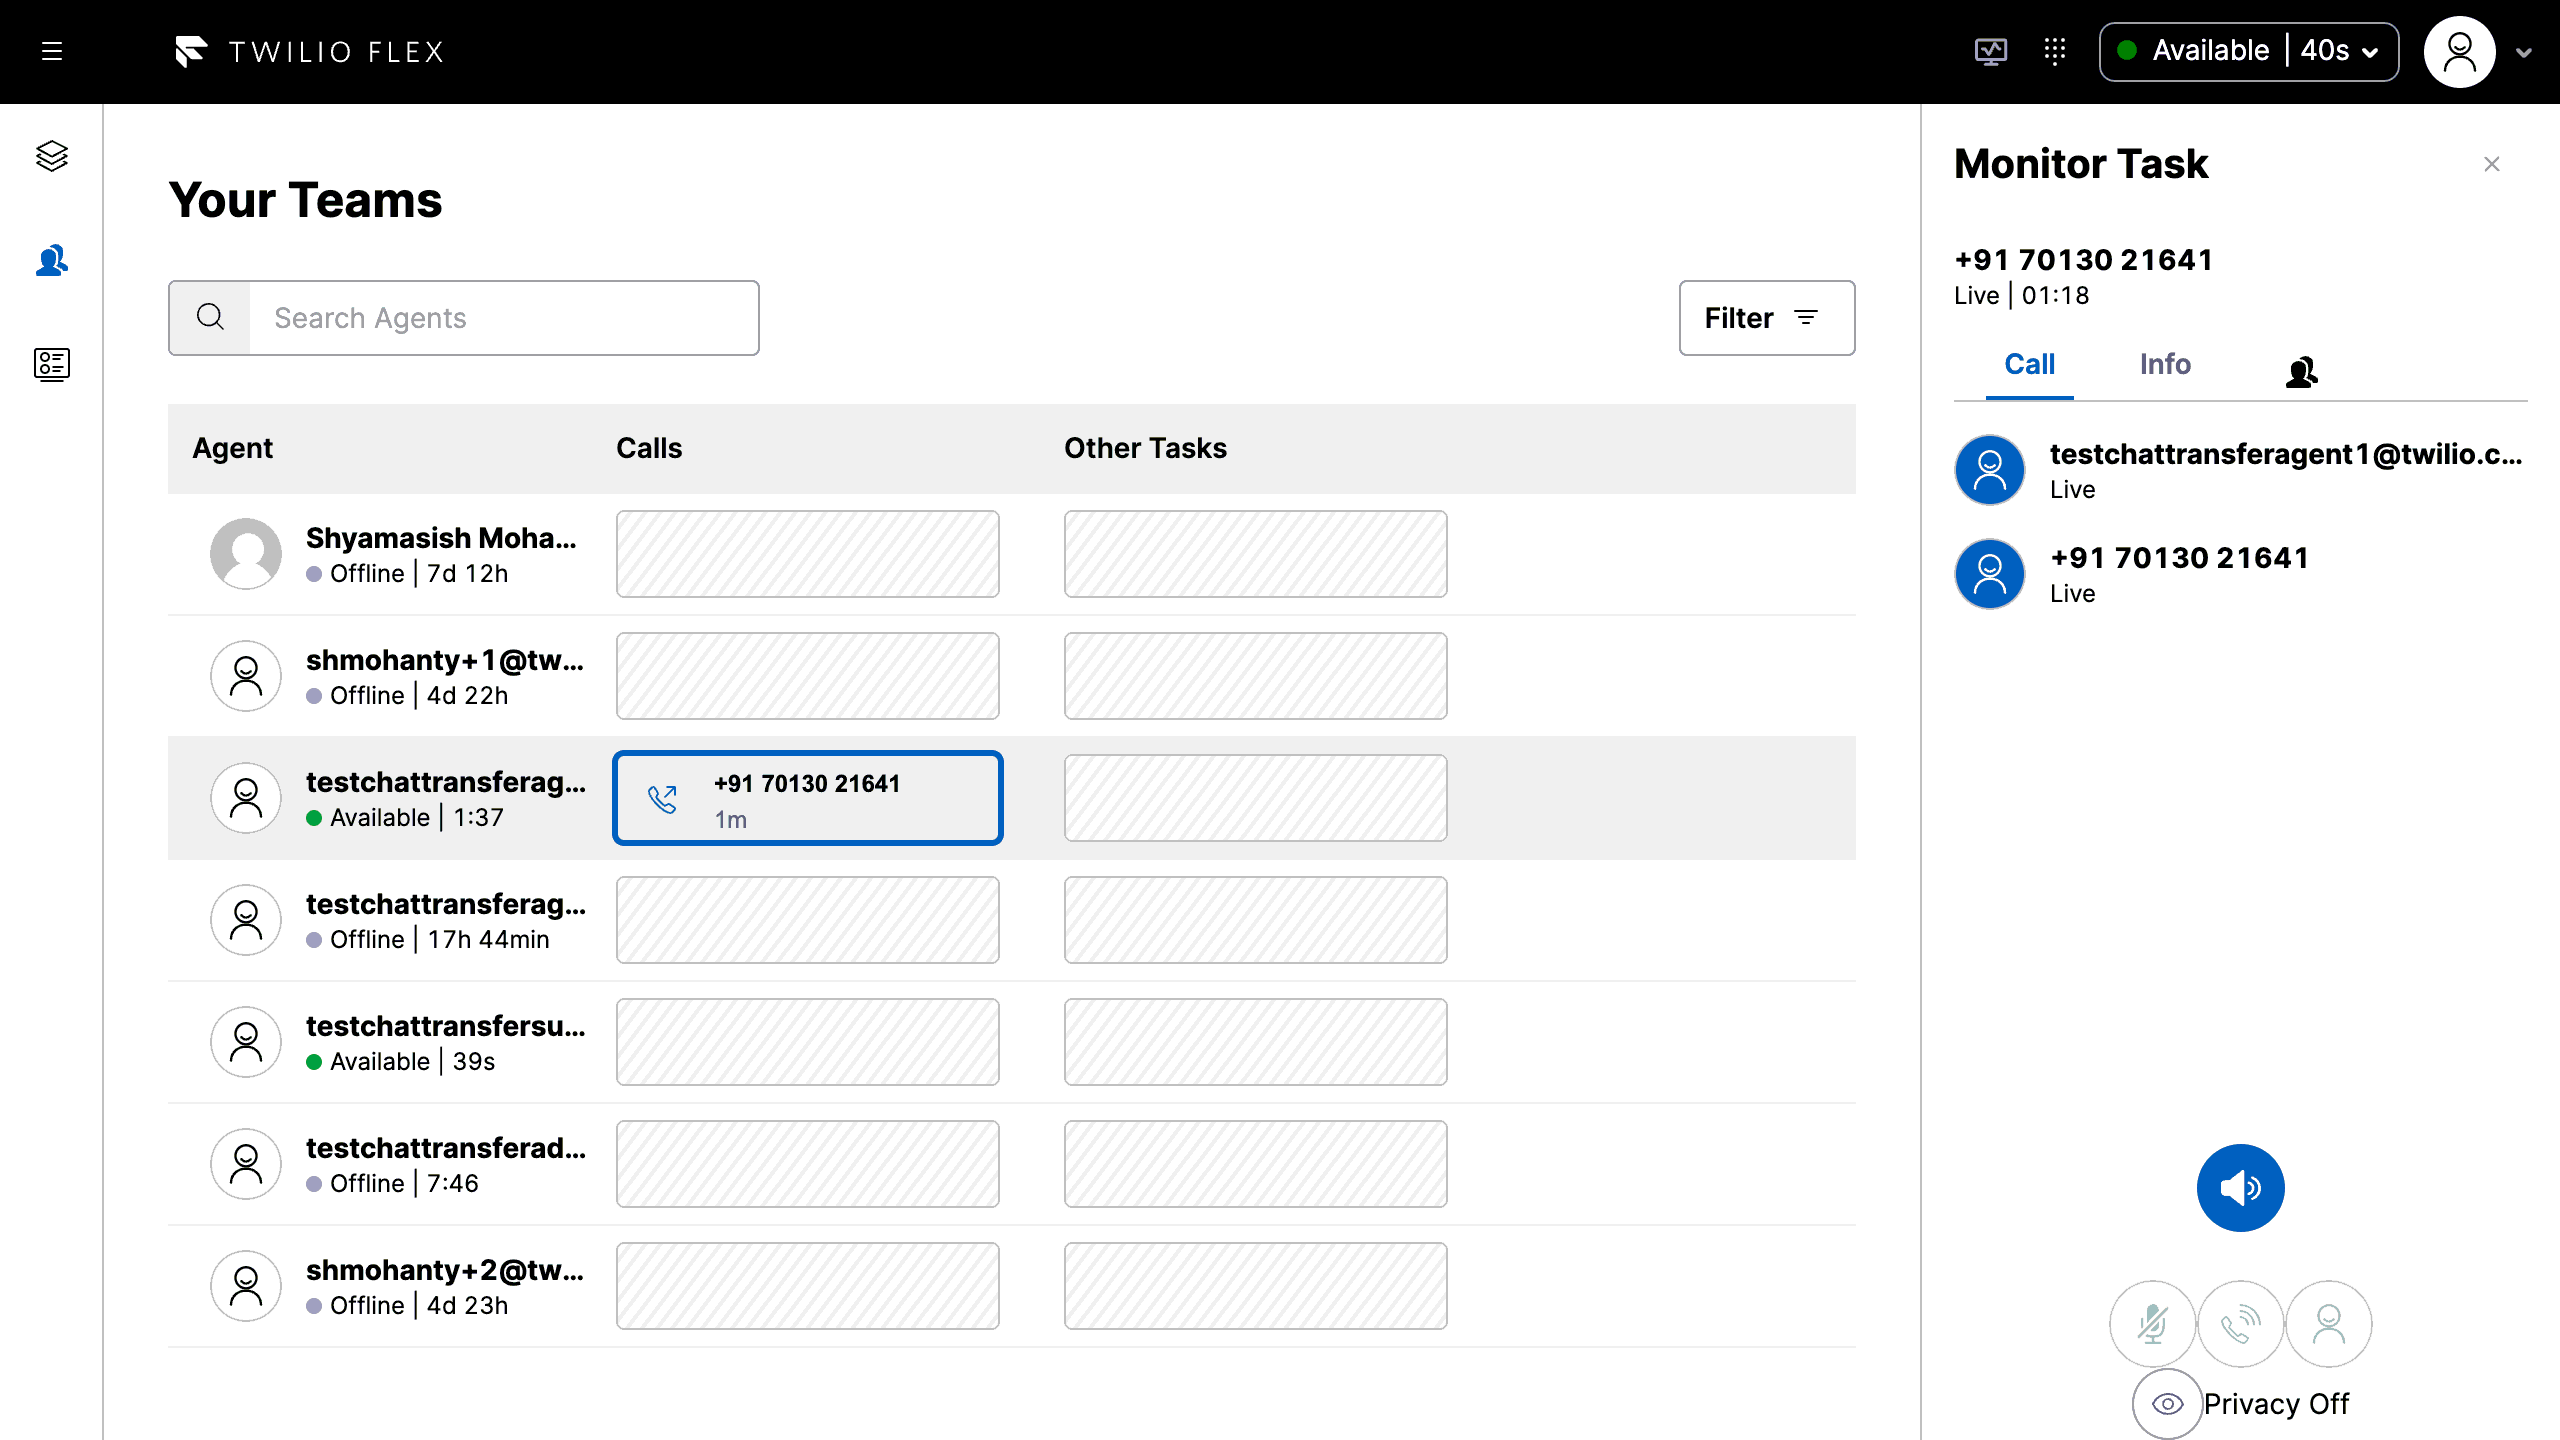 TWILIO FLEX
Available | 40s
Your Teams
Search Agents
Filter
Agent
Calls
Other Tasks
Shyamasish Moha...
Offline | 7d 12h
shmohanty+1@tw...
Offline | 4d 22h
testchattransferag...
Available | 1:37
+91 70130 21641
1m
testchattransferag...
Offline | 17h 44min
testchattransfersu...
Available | 39s
testchattransferad...
Offline | 7:46
shmohanty+2@tw...
Offline | 4d 23h
Monitor Task
+91 70130 21641
Live | 01:18
Call
Info
testchattransferagent1@twilio.c...
Live
+91 70130 21641
Live
Privacy Off